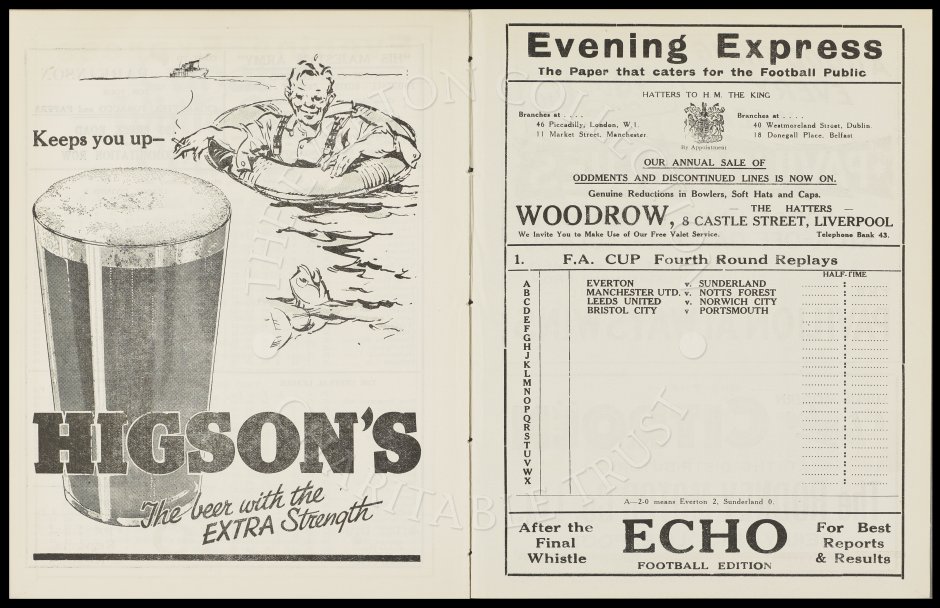 Keeps you up—
HIGSON'S
The beer with the
EXTRA Strength
Evening Express
The Paper that caters for the Football Public
HATTERS TO H. M. THE KING
Branches at . . . .
46 Piccadilly, London, W.1.
11 Market Street, Manchester
By Appointment
Branches at . . . .
40 Westmoreland Street, Dublin.
18 Donegall Place, Belfast
OUR ANNUAL SALE OF
ODDMENTS AND DISCONTINUED LINES IS NOW ON.
Genuine Reductions in Bowlers, Soft Hats and Caps.
WOODROW, — THE HATTERS —
8 CASTLE STREET, LIVERPOOL
We Invite You to Make Use of Our Free Valet Service. Telephone Bank 43.
1. F.A. CUP Fourth Round Replays
HALF-TIME
A EVERTON v. SUNDERLAND
B MANCHESTER UTD. v. NOTTS FOREST
C LEEDS UNITED v. NORWICH CITY
D BRISTOL CITY v PORTSMOUTH
E
F
G
H
J
K
L
M
N
O
P
Q
R
S
T
U
V
W
X
A—2-0 means Everton 2, Sunderland 0.
After the
Final
Whistle
ECHO
FOOTBALL EDITION
For Best
Reports
& Results